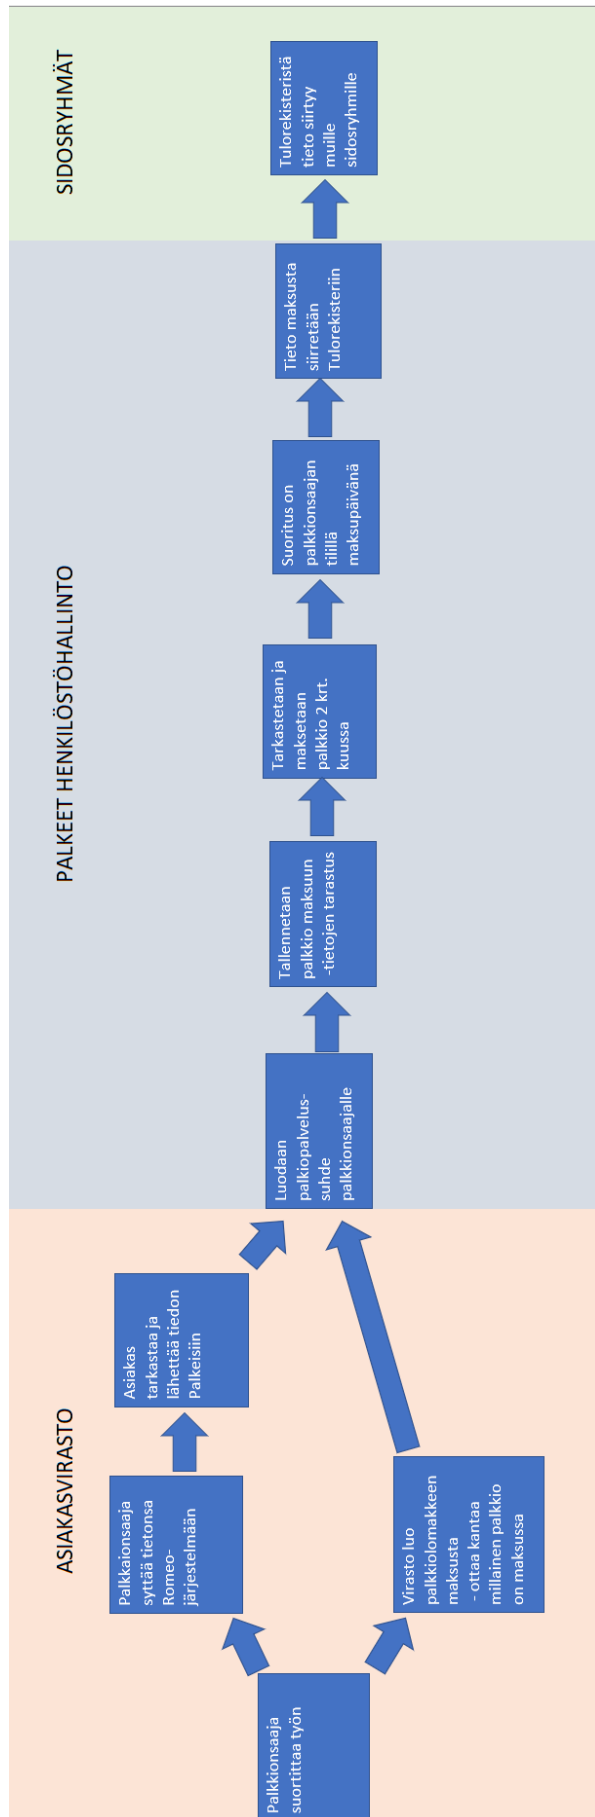 ASIAKASVIRASTO
Palkkionsaaja
suortittaa työn
Palkkaionsaaja
syttää tietonsa
Romeo-
järjestelmään
Asiakas
tarkastaa ja
lähettää tiedon
Palkeisiin
Virasto luo
palkkiolomakkeen
maksusta
- ottaa kantaa
millainen palkkio
on maksussa
PALKEET HENKILÖSTÖHALLINTO
Luodaan
palkiopalvelus-
suhde
palkkionsaajalle
Tallennetaan
palkkio maksuun
-tietojen tarastus
Tarkastetaan ja
maksetaan
palkkio 2 krt.
kuussa
Suoritus on
palkkionsaajan
tilillä
maksupäivänä
Tieto maksusta
siirretään
Tulorekisteriin
SIDOSRYHMÄT
Tulorekisteristä
tieto siirtyy
muille
sidosryhmille